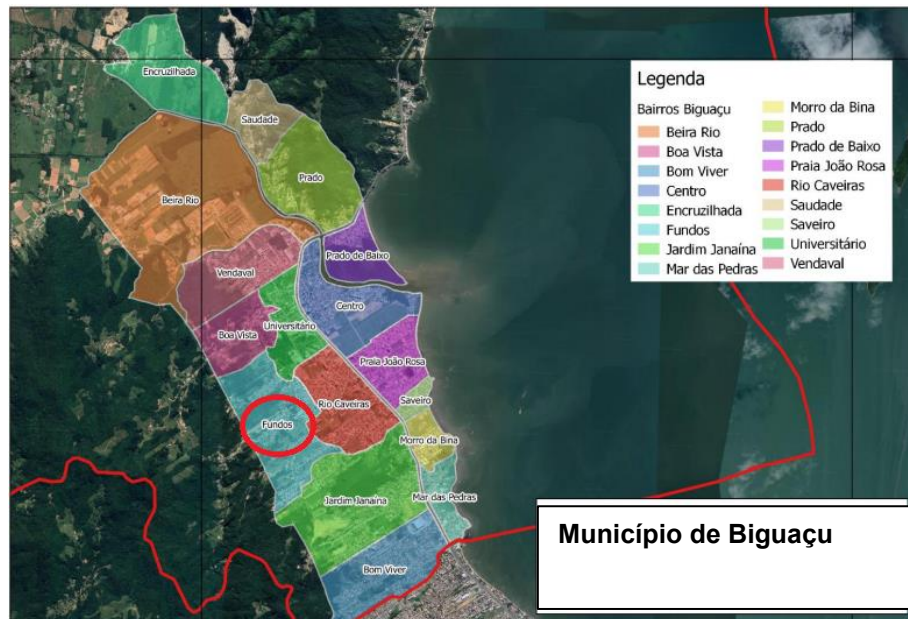 Encruzilhada
Saudade
Prado
Beira Rio
Prado de Baixo
Vendaval
Centro
Universitário
Boa Vista
Praia João Rosa
Rio Caveiras
Saveiro
Fundos
Morro da Bina
Jardim Janaína
Mar das Pedras
Bom Viver
Legenda
Bairros Biguaçu
Beira Rio
Boa Vista
Bom Viver
Centro
Encruzilhada
Fundos
Jardim Janaína
Mar das Pedras
Morro da Bina
Prado
Prado de Baixo
Praia João Rosa
Rio Caveiras
Saudade
Saveiro
Universitário
Vendaval
Município de Biguaçu